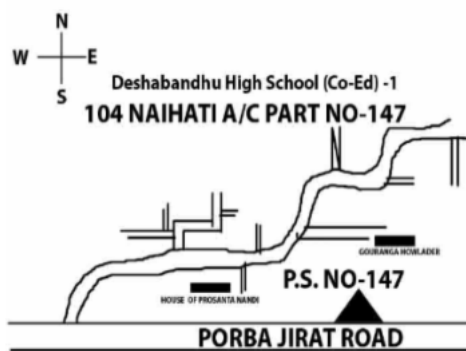 N
W E
S
Deshabandhu High School (Co-Ed) -1
104 NAIHATI A/C PART NO-147
GOURANGA HOWLADER
P.S. NO-147
HOUSE OF PROSANTA NANDI
PORBA JIRAT ROAD